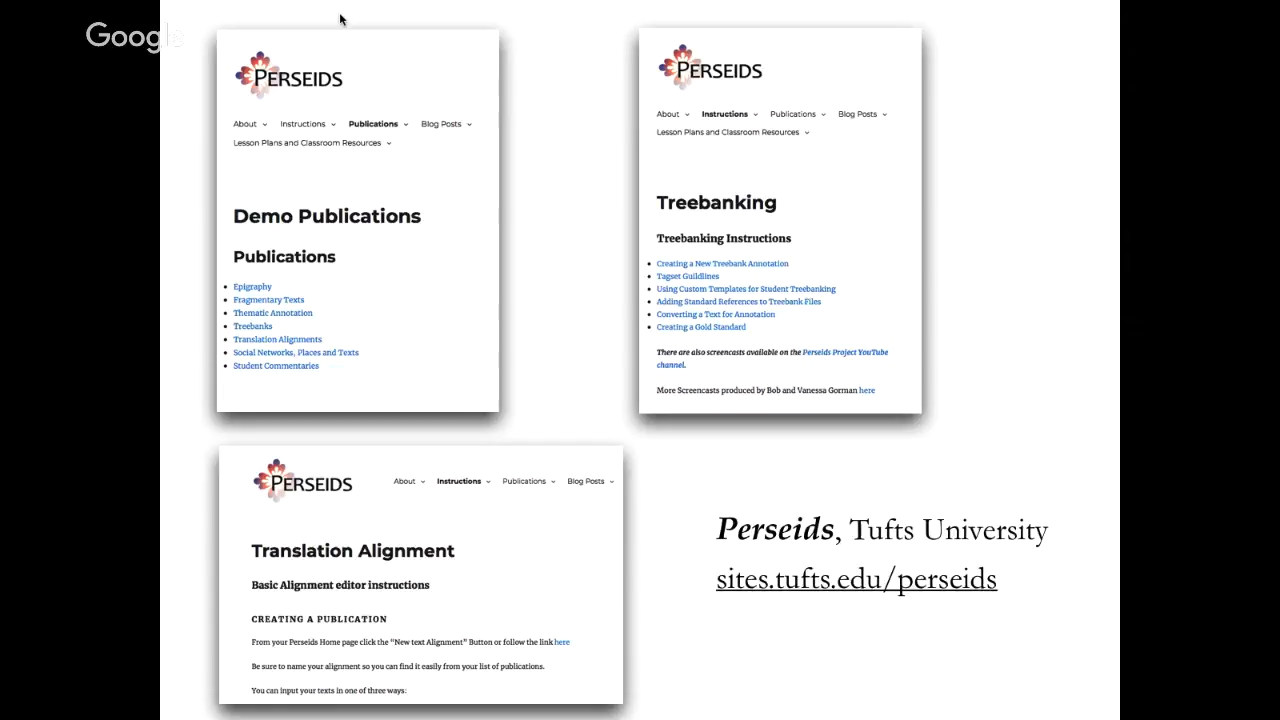 Google
PERSEIDS
About Instructions Publications Blog Posts
Lesson Plans and Classroom Resources
Demo Publications
Publications
Epigraphy
Fragmentary Texts
Thematic Annotation
Treebanks
Translation Alignments
Social Networks, Places and Texts
Student Commentaries
PERSEIDS
About Instructions Publications Blog Posts
Lesson Plans and Classroom Resources
Treebanking
Treebanking Instructions
Creating a New Treebank Annotation
Tagset Guildlines
Using Custom Templates for Student Treebanking
Adding Standard References to Treebank Files
Converting a Text for Annotation
Creating a Gold Standard
There are also screencasts available on the Perseids Project YouTube
channel.
More Screencasts produced by Bob and Vanessa Gorman here
PERSEIDS
About Instructions Publications Blog Posts
Translation Alignment
Basic Alignment editor instructions
CREATING A PUBLICATION
From your Perseids Home page click the “New text Alignment” Button or follow the link here
Be sure to name your alignment so you can find it easily from your list of publications.
You can input your texts in one of three ways:
Perseids, Tufts University
sites.tufts.edu/perseids